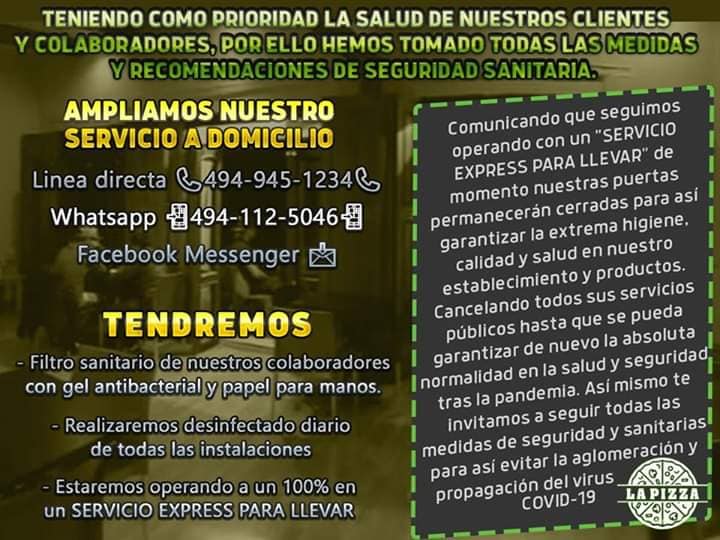 TENIENDO COMO PRIORIDAD LA SALUD DE NUESTROS CLIENTES
Y COLABORADORES, POR ELLO HEMOS TOMADO TODAS LAS MEDIDAS
Y RECOMENDACIONES DE SEGURIDAD SANITARIA.
AMPLIAMOS NUESTRO
SERVICIO A DOMICILIO
Linea directa 494-945-1234
Whatsapp 494-112-5046
Facebook Messenger
TENDREMOS
- Filtro sanitario de nuestros colaboradores
con gel antibacterial y papel para manos.
- Realizaremos desinfectado diario
de todas las instalaciones
- Estaremos operando a un 100% en
un SERVICIO EXPRESS PARA LLEVAR
Comunicando que seguimos
operando con un "SERVICIO
EXPRESS PARA LLEVAR" de
momento nuestras puertas
permanecerán cerradas para así
garantizar la extrema higiene,
calidad y salud en nuestro
establecimiento y productos.
Cancelando todos sus servicios
públicos hasta que se pueda
garantizar de nuevo la absoluta
normalidad en la salud y seguridad
tras la pandemia. Así mismo te
invitamos a seguir todas las
medidas de seguridad y sanitarias
para así evitar la aglomeración y
propagación del virus
COVID-19
LA PIZZA